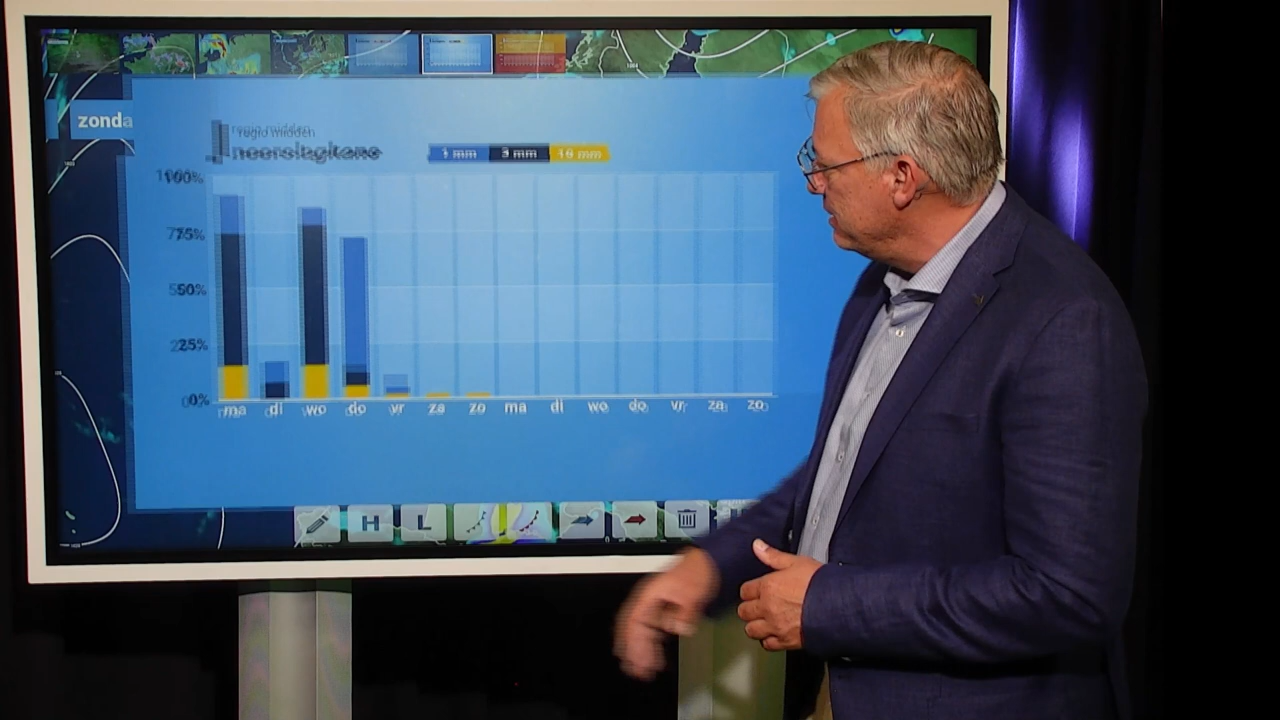 zonda
regio midden
neerslagkans
1 mm 3 mm 10 mm
100%
75%
50%
25%
0%
ma di wo do vr za zo ma di wo do vr za zo
H L